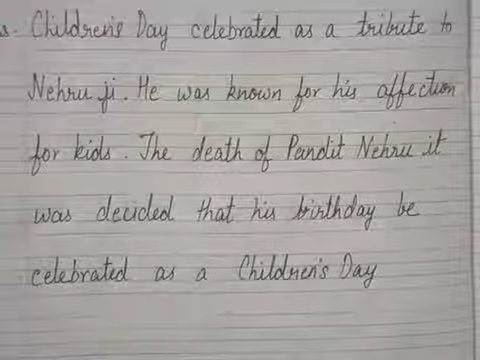 s. Children's Day celebrated as a tribute to
Nehru ji. He was known for his affection
for kids. The death of Pandit Nehru it
was decided that his birthday be
celebrated as a Children's Day